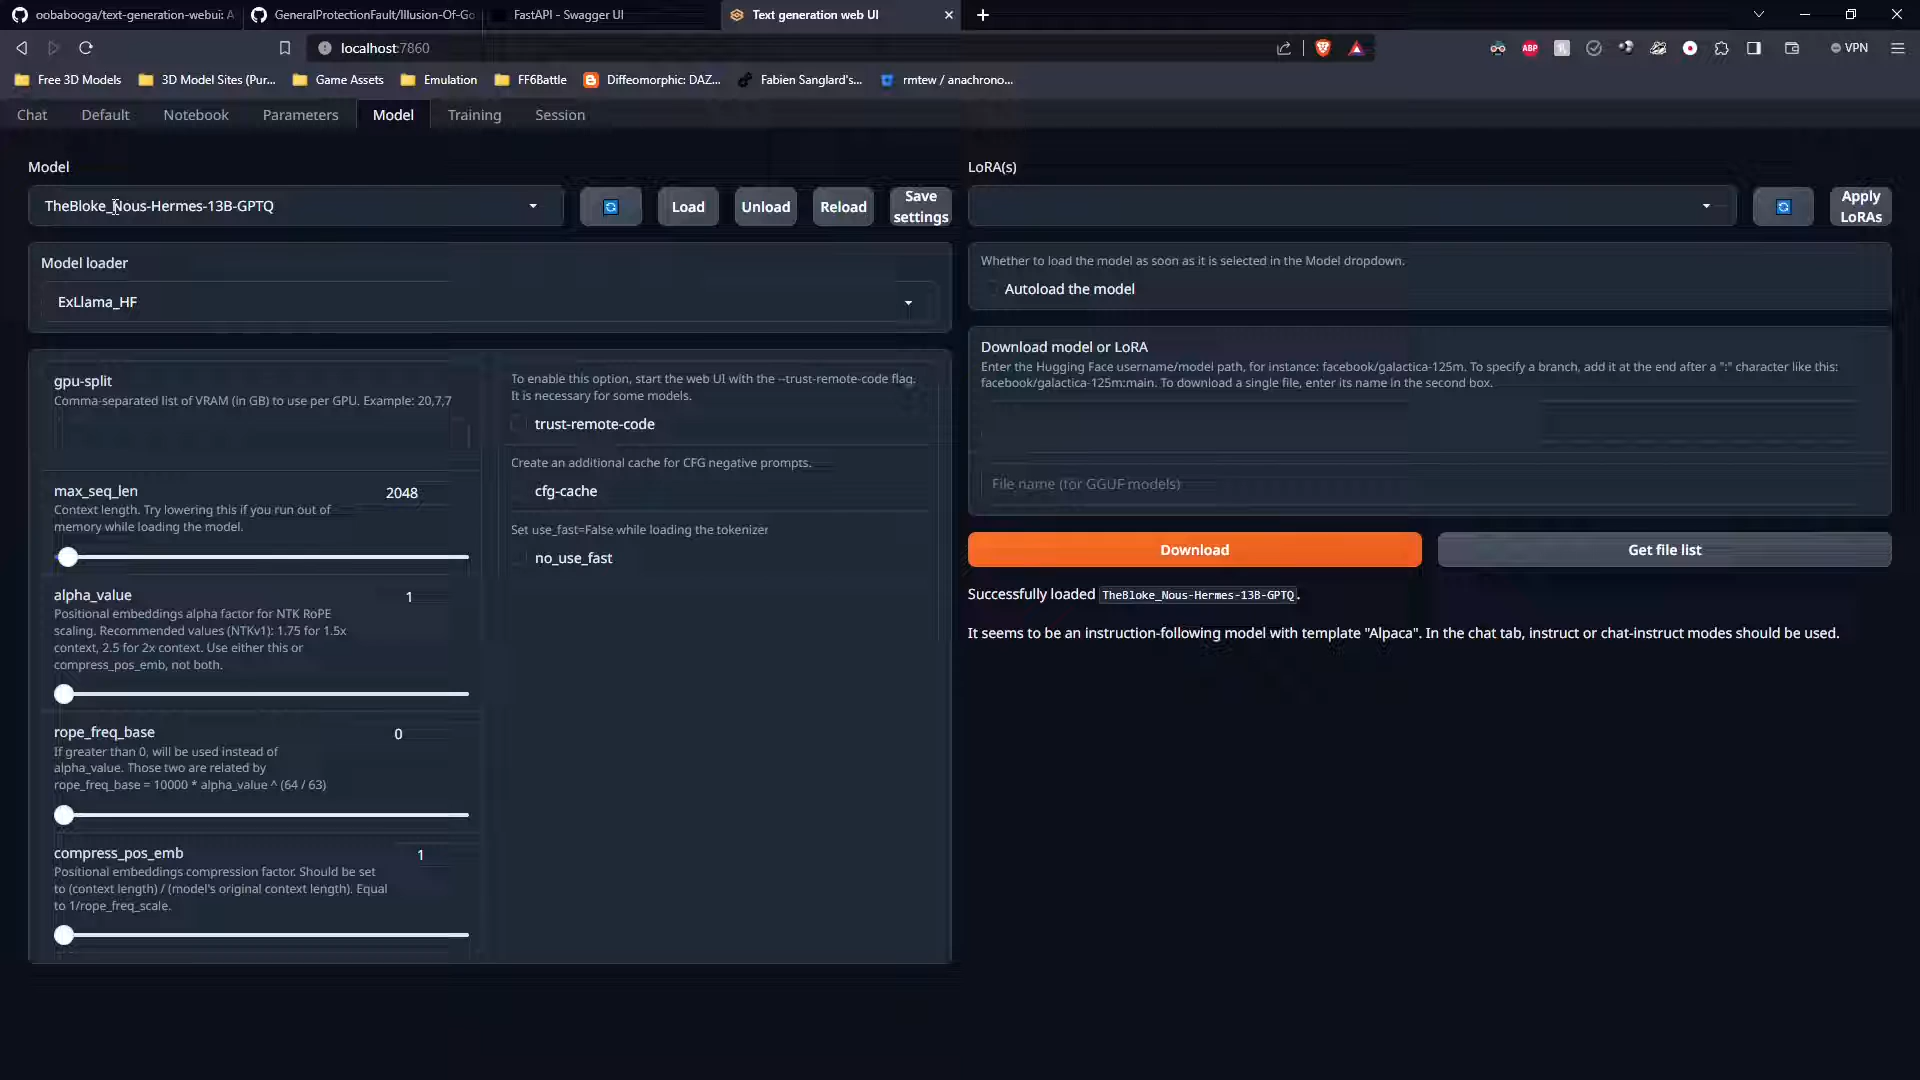 oobabooga/text-generation-webui: A
GeneralProtectionFault/Illusion-Of-Go
FastAPI - Swagger UI
Text generation web UI
localhost:7860
ABP
VPN
Free 3D Models
3D Model Sites (Pur...
Game Assets
Emulation
FF6Battle
Diffeomorphic: DAZ...
Fabien Sanglard's...
rmtew / anachrono...
Chat
Default
Notebook
Parameters
Model
Training
Session
Model
TheBloke_Nous-Hermes-13B-GPTQ
Load
Unload
Reload
Save
settings
Model loader
ExLlama_HF
gpu-split
Comma-separated list of VRAM (in GB) to use per GPU. Example: 20,7,7
max_seq_len
2048
Context length. Try lowering this if you run out of
memory while loading the model.
alpha_value
1
Positional embeddings alpha factor for NTK RoPE
scaling. Recommended values (NTKv1): 1.75 for 1.5x
context, 2.5 for 2x context. Use either this or
compress_pos_emb, not both.
rope_freq_base
0
If greater than 0, will be used instead of
alpha_value. Those two are related by
rope_freq_base = 10000 * alpha_value ^ (64 / 63)
compress_pos_emb
1
Positional embeddings compression factor. Should be set
to (context length) / (model's original context length). Equal
to 1/rope_freq_scale.
To enable this option, start the web UI with the --trust-remote-code flag.
It is necessary for some models.
trust-remote-code
Create an additional cache for CFG negative prompts.
cfg-cache
Set use_fast=False while loading the tokenizer
no_use_fast
LoRA(s)
Apply
LoRAs
Whether to load the model as soon as it is selected in the Model dropdown.
Autoload the model
Download model or LoRA
Enter the Hugging Face username/model path, for instance: facebook/galactica-125m. To specify a branch, add it at the end after a ":" character like this:
facebook/galactica-125m:main. To download a single file, enter its name in the second box.
File name (for GGUF models)
Download
Get file list
Successfully loaded TheBloke_Nous-Hermes-13B-GPTQ.
It seems to be an instruction-following model with template "Alpaca". In the chat tab, instruct or chat-instruct modes should be used.